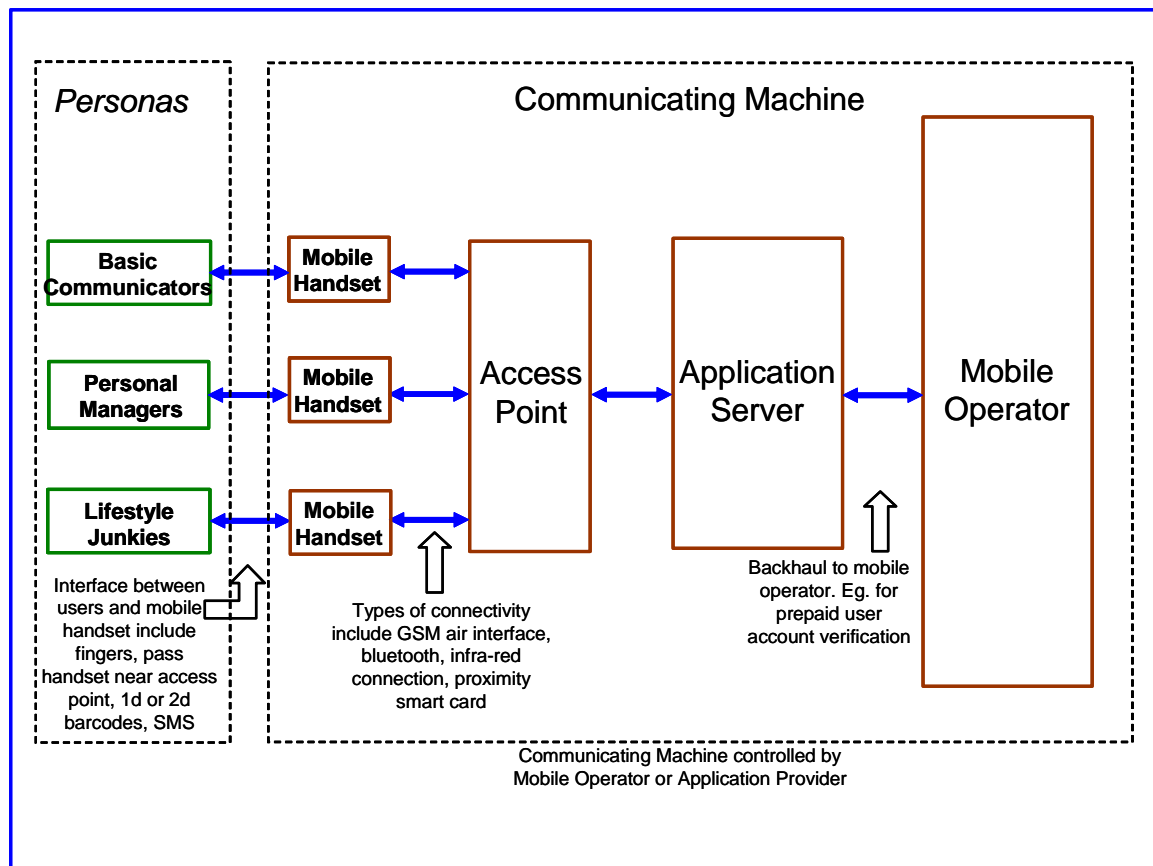 Personas
Communicating Machine
Basic
Communicators
Mobile
Handset
Personal
Managers
Mobile
Handset
Lifestyle
Junkies
Mobile
Handset
Access
Point
Application
Server
Mobile
Operator
Interface between
users and mobile
handset include
fingers, pass
handset near access
point, 1d or 2d
barcodes, SMS
Types of connectivity
include GSM air interface,
bluetooth, infra-red
connection, proximity
smart card
Backhaul to mobile
operator. Eg. for
prepaid user
account verification
Communicating Machine controlled by
Mobile Operator or Application Provider